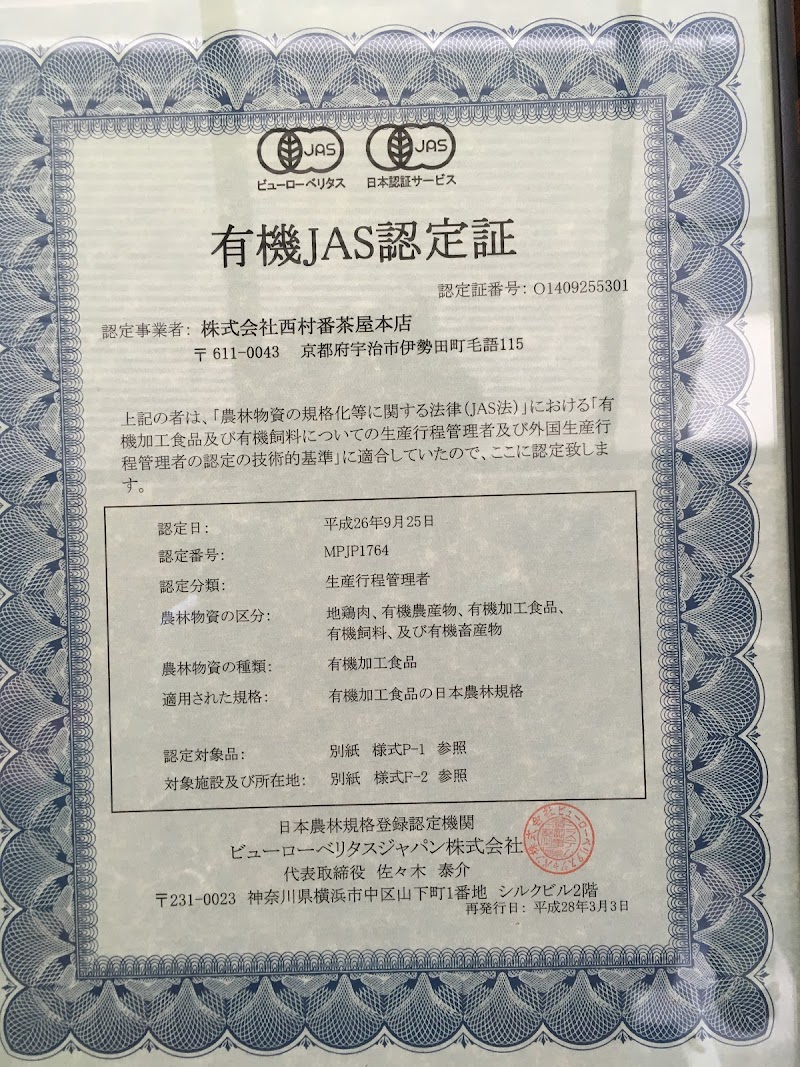 JAS JAS
ビューローベリタス 日本認証サービス
有機JAS認定証
認定証番号: O1409255301
認定事業者: 株式会社西村番茶屋本店
〒611-0043 京都府宇治市伊勢田町毛語115
上記の者は、「農林物資の規格化等に関する法律(JAS法)」における「有
機加工食品及び有機飼料についての生産行程管理者及び外国生産行
程管理者の認定の技術的基準」に適合していたので、ここに認定致しま
す。
認定日: 平成26年9月25日
認定番号: MPJP1764
認定分類: 生産行程管理者
農林物資の区分: 地鶏肉、有機農産物、有機加工食品、
有機飼料、及び有機畜産物
農林物資の種類: 有機加工食品
適用された規格: 有機加工食品の日本農林規格
認定対象品: 別紙 様式P-1 参照
対象施設及び所在地: 別紙 様式F-2 参照
日本農林規格登録認定機関
ビューローベリタスジャパン株式会社
代表取締役 佐々木 泰介
〒231-0023 神奈川県横浜市中区山下町1番地 シルクビル2階
再発行日: 平成28年3月3日